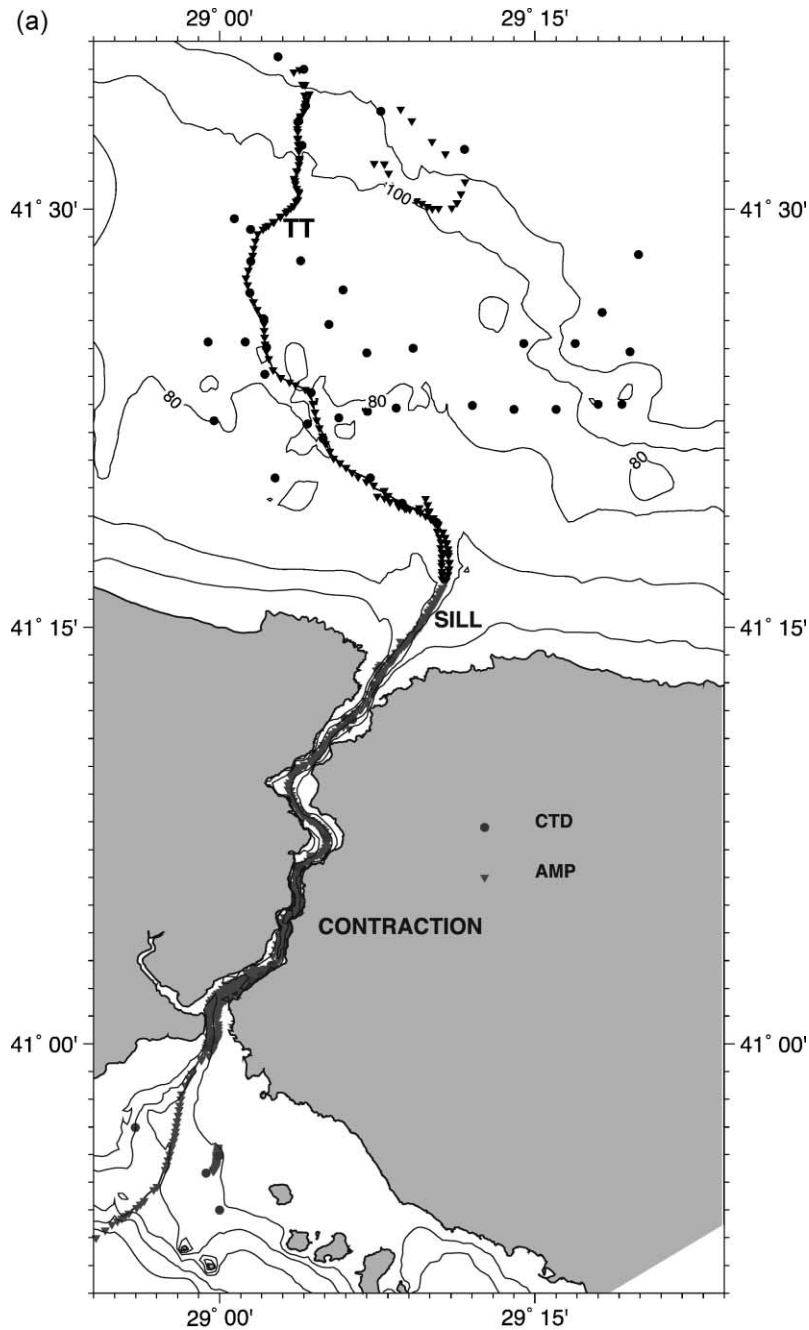 (a)
29° 00' 29° 15'
100
41° 30' 41° 30'
TT
80 80
80
SILL
41° 15' 41° 15'
CTD
AMP
CONTRACTION
41° 00' 41° 00'
29° 00' 29° 15'